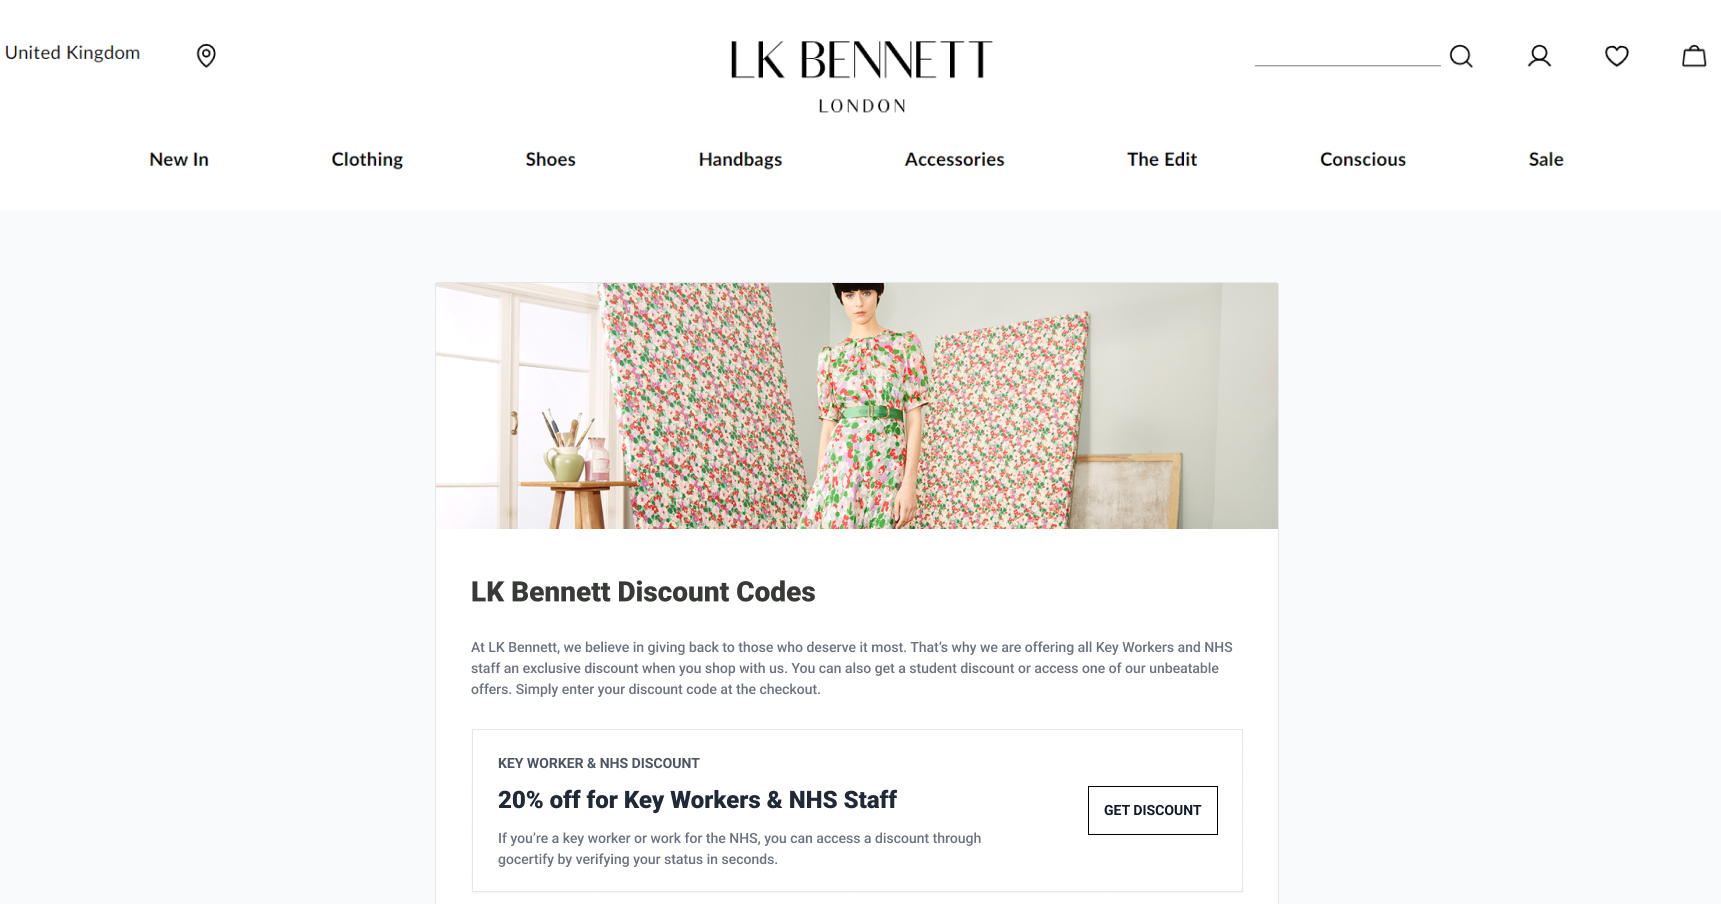 United Kingdom
LK BENNETT
LONDON
New In
Clothing
Shoes
Handbags
Accessories
The Edit
Conscious
Sale
LK Bennett Discount Codes
At LK Bennett, we believe in giving back to those who deserve it most. That's why we are offering all Key Workers and NHS
staff an exclusive discount when you shop with us. You can also get a student discount or access one of our unbeatable
offers. Simply enter your discount code at the checkout.
KEY WORKER & NHS DISCOUNT
20% off for Key Workers & NHS Staff
If you're a key worker or work for the NHS, you can access a discount through
gocertify by verifying your status in seconds.
GET DISCOUNT